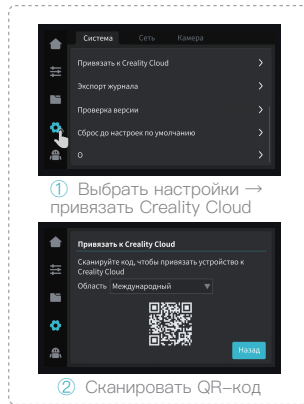 Система Сеть Камера
Привязать к Creality Cloud
Экспорт журнала
Проверка версии
Сброс до настроек по умолчанию
О
① Выбрать настройки →
привязать Creality Cloud
Привязать к Creality Cloud
Сканируйте код, чтобы привязать устройство к
Creality Cloud
Область Международный
Назад
② Сканировать QR-код